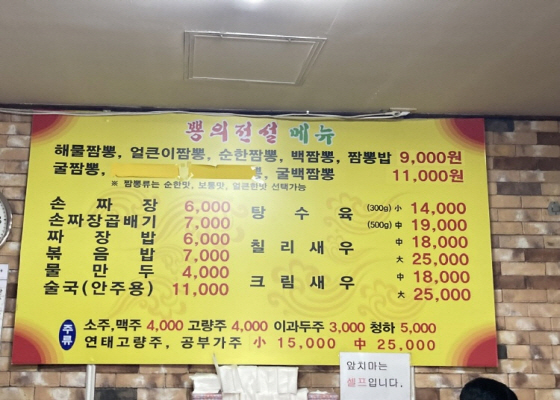 뽕의전설 메뉴
해물짬뽕, 얼큰이짬뽕, 순한짬뽕, 백짬뽕, 짬뽕밥 9,000원
굴짬뽕, 굴백짬뽕 11,000원
※ 짬뽕류는 순한맛, 보통맛, 얼큰한맛 선택가능
손짜장 6,000
손짜장곱배기 7,000
짜장밥 6,000
볶음밥 7,000
물만두 4,000
술국(안주용) 11,000
탕수육 (300g) 小 14,000
(500g) 中 19,000
칠리새우 中 18,000
大 25,000
크림새우 中 18,000
大 25,000
주류
소주,맥주 4,000 고량주 4,000 이과두주 3,000 청하 5,000
연태고량주, 공부가주 小 15,000 中 25,000
앞치마는
셀프입니다.